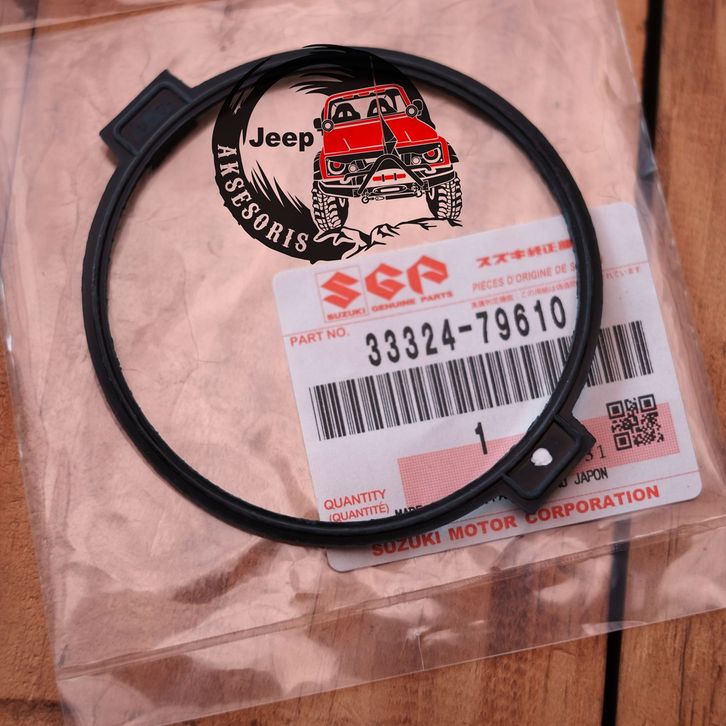 Jeep
AKSESORIS
SGP
スズキ純正部
SUZUKI
GENUINE PARTS
PIÈCES D'ORIGINE DE S
PART NO.
33324-79610
1
QUANTITY
(QUANTITÉ)
JAPON
SUZUKI MOTOR CORPORATION